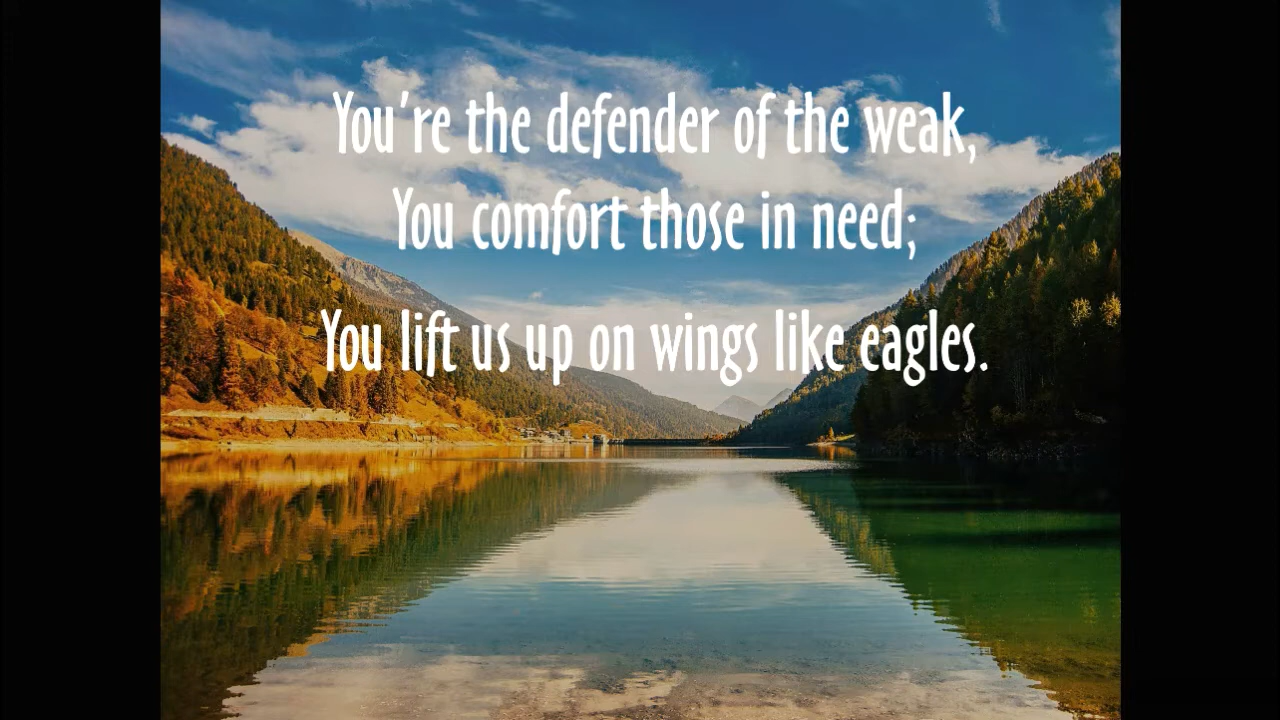 You're the defender of the weak,
You comfort those in need;
You lift us up on wings like eagles.